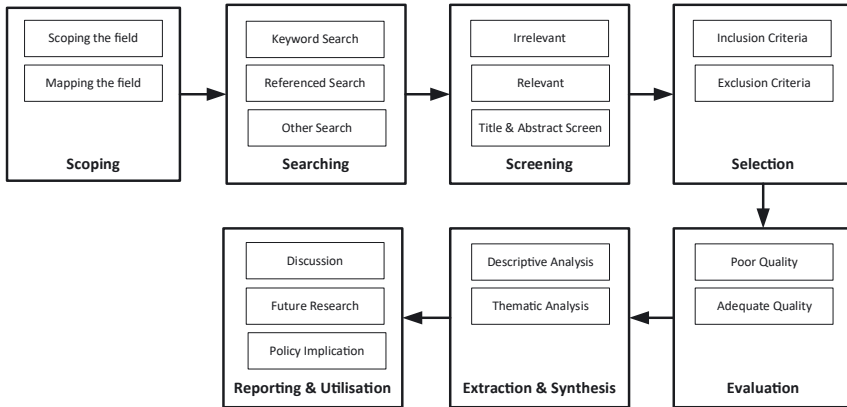 Scoping the field
Mapping the field
Scoping
Keyword Search
Referenced Search
Other Search
Searching
Irrelevant
Relevant
Title & Abstract Screen
Screening
Inclusion Criteria
Exclusion Criteria
Selection
Poor Quality
Adequate Quality
Evaluation
Descriptive Analysis
Thematic Analysis
Extraction & Synthesis
Discussion
Future Research
Policy Implication
Reporting & Utilisation